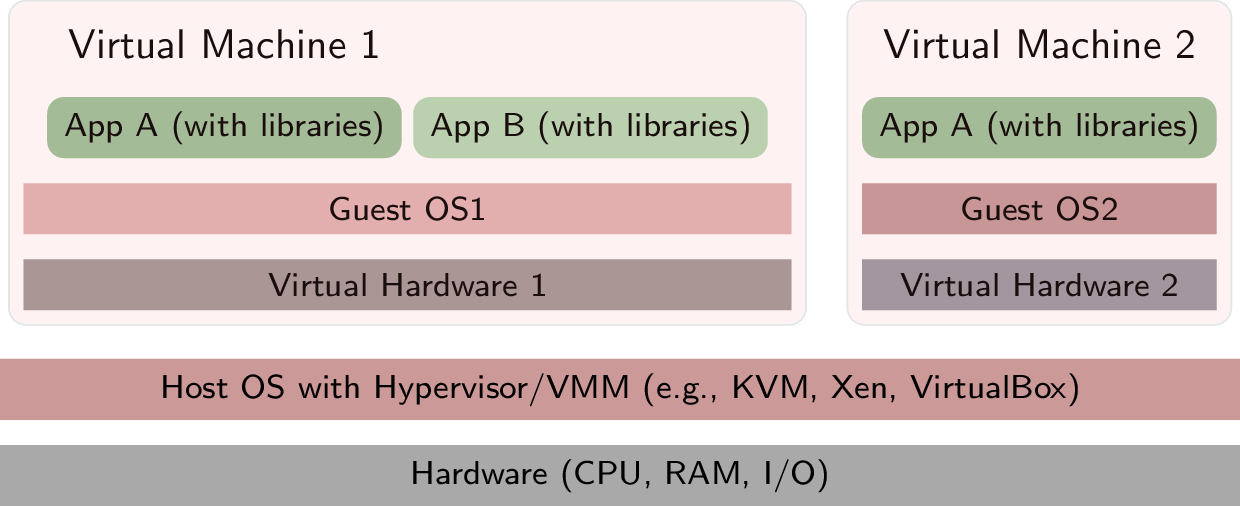 Virtual Machine 1
App A (with libraries)
App B (with libraries)
Guest OS1
Virtual Hardware 1
Virtual Machine 2
App A (with libraries)
Guest OS2
Virtual Hardware 2
Host OS with Hypervisor/VMM (e.g., KVM, Xen, VirtualBox)
Hardware (CPU, RAM, I/O)